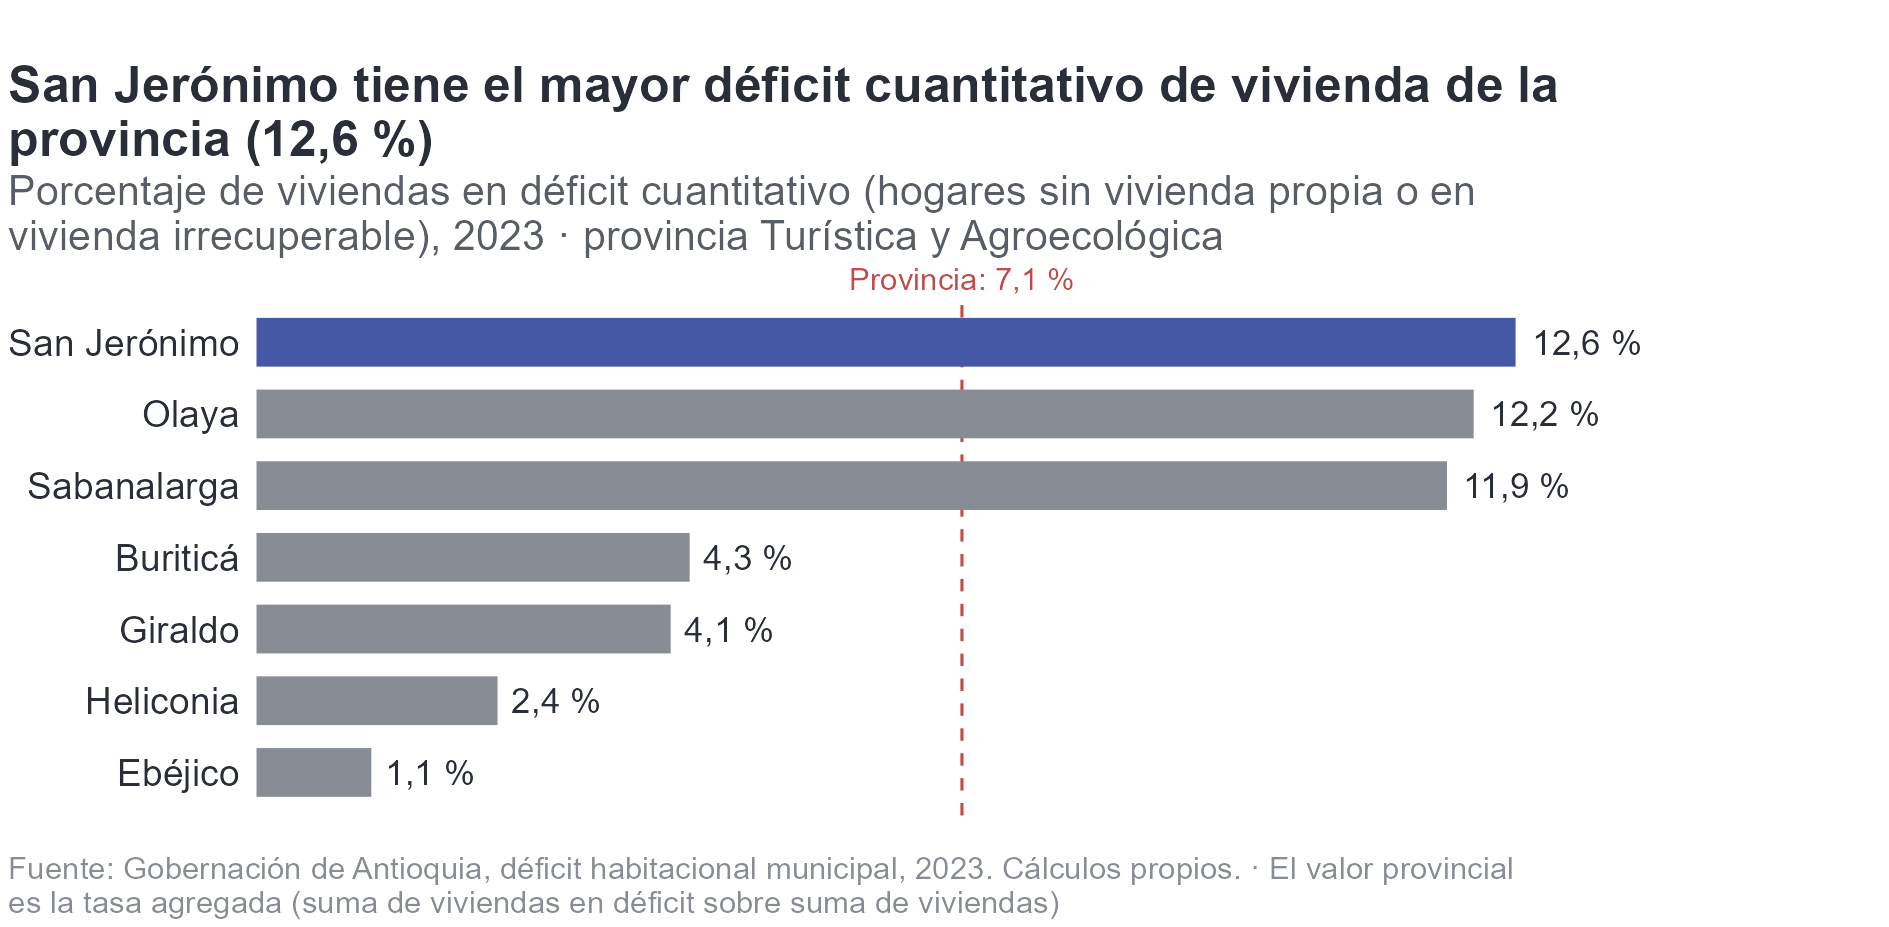 San Jerónimo tiene el mayor déficit cuantitativo de vivienda de la
provincia (12,6 %)
Porcentaje de viviendas en déficit cuantitativo (hogares sin vivienda propia o en
vivienda irrecuperable), 2023 · provincia Turística y Agroecológica
Provincia: 7,1 %
San Jerónimo 12,6 %
Olaya 12,2 %
Sabanalarga 11,9 %
Buriticá 4,3 %
Giraldo 4,1 %
Heliconia 2,4 %
Ebéjico 1,1 %
Fuente: Gobernación de Antioquia, déficit habitacional municipal, 2023. Cálculos propios. · El valor provincial
es la tasa agregada (suma de viviendas en déficit sobre suma de viviendas)